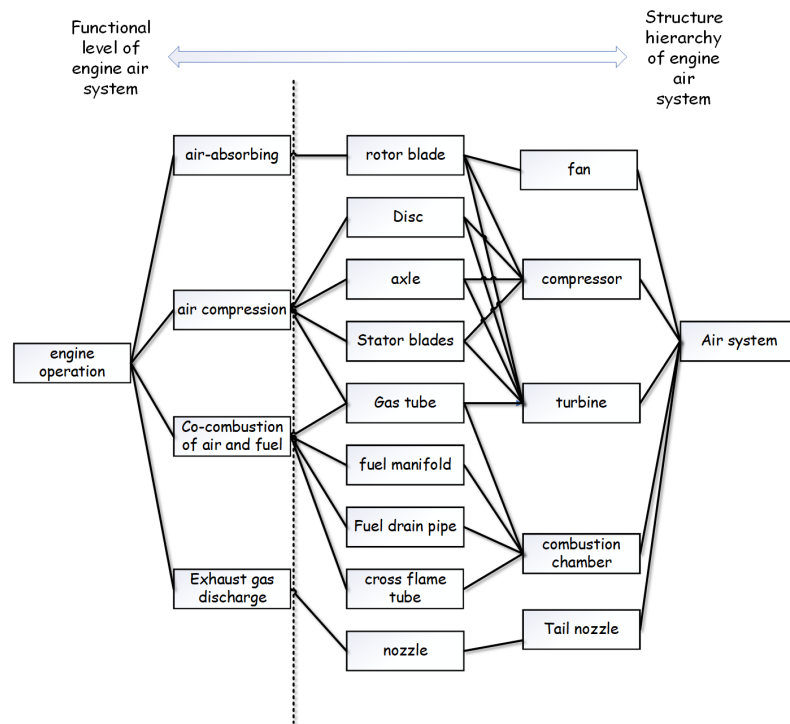 Functional
level of
engine air
system
Structure
hierarchy
of engine
air
system
air-absorbing
rotor blade
fan
Disc
air compression
axle
compressor
Stator blades
engine
operation
Air system
Gas tube
turbine
Co-combustion
of air and fuel
fuel manifold
Fuel drain pipe
combustion
chamber
Exhaust gas
discharge
cross flame
tube
Tail nozzle
nozzle